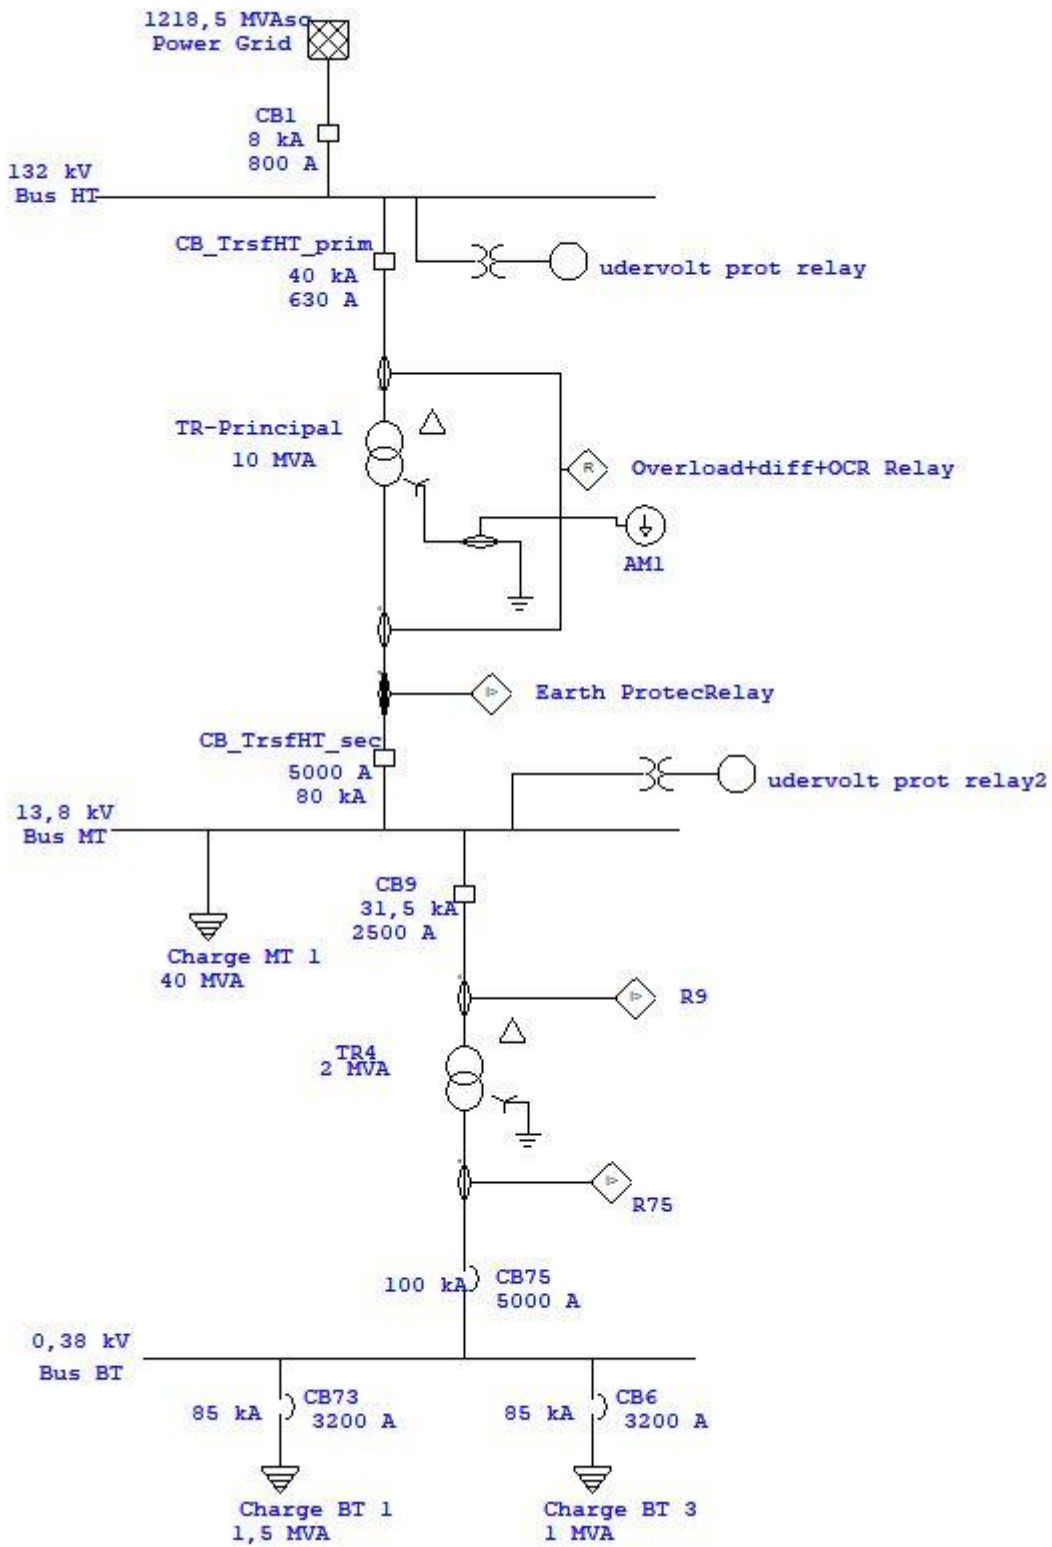 1218,5 MVAsc
Power Grid
CB1
8 kA
800 A
132 kV
Bus HT
CB_TrsfHT_prim
40 kA
630 A
udervolt prot relay
TR-Principal
10 MVA
R
Overload+diff+OCR Relay
AM1
I>
Earth ProtecRelay
CB_TrsfHT_sec
5000 A
80 kA
udervolt prot relay2
13,8 kV
Bus MT
CB9
31,5 kA
2500 A
Charge MT 1
40 MVA
I>
R9
TR4
2 MVA
I>
R75
100 kA
CB75
5000 A
0,38 kV
Bus BT
85 kA
CB73
3200 A
85 kA
CB6
3200 A
Charge BT 1
1,5 MVA
Charge BT 3
1 MVA